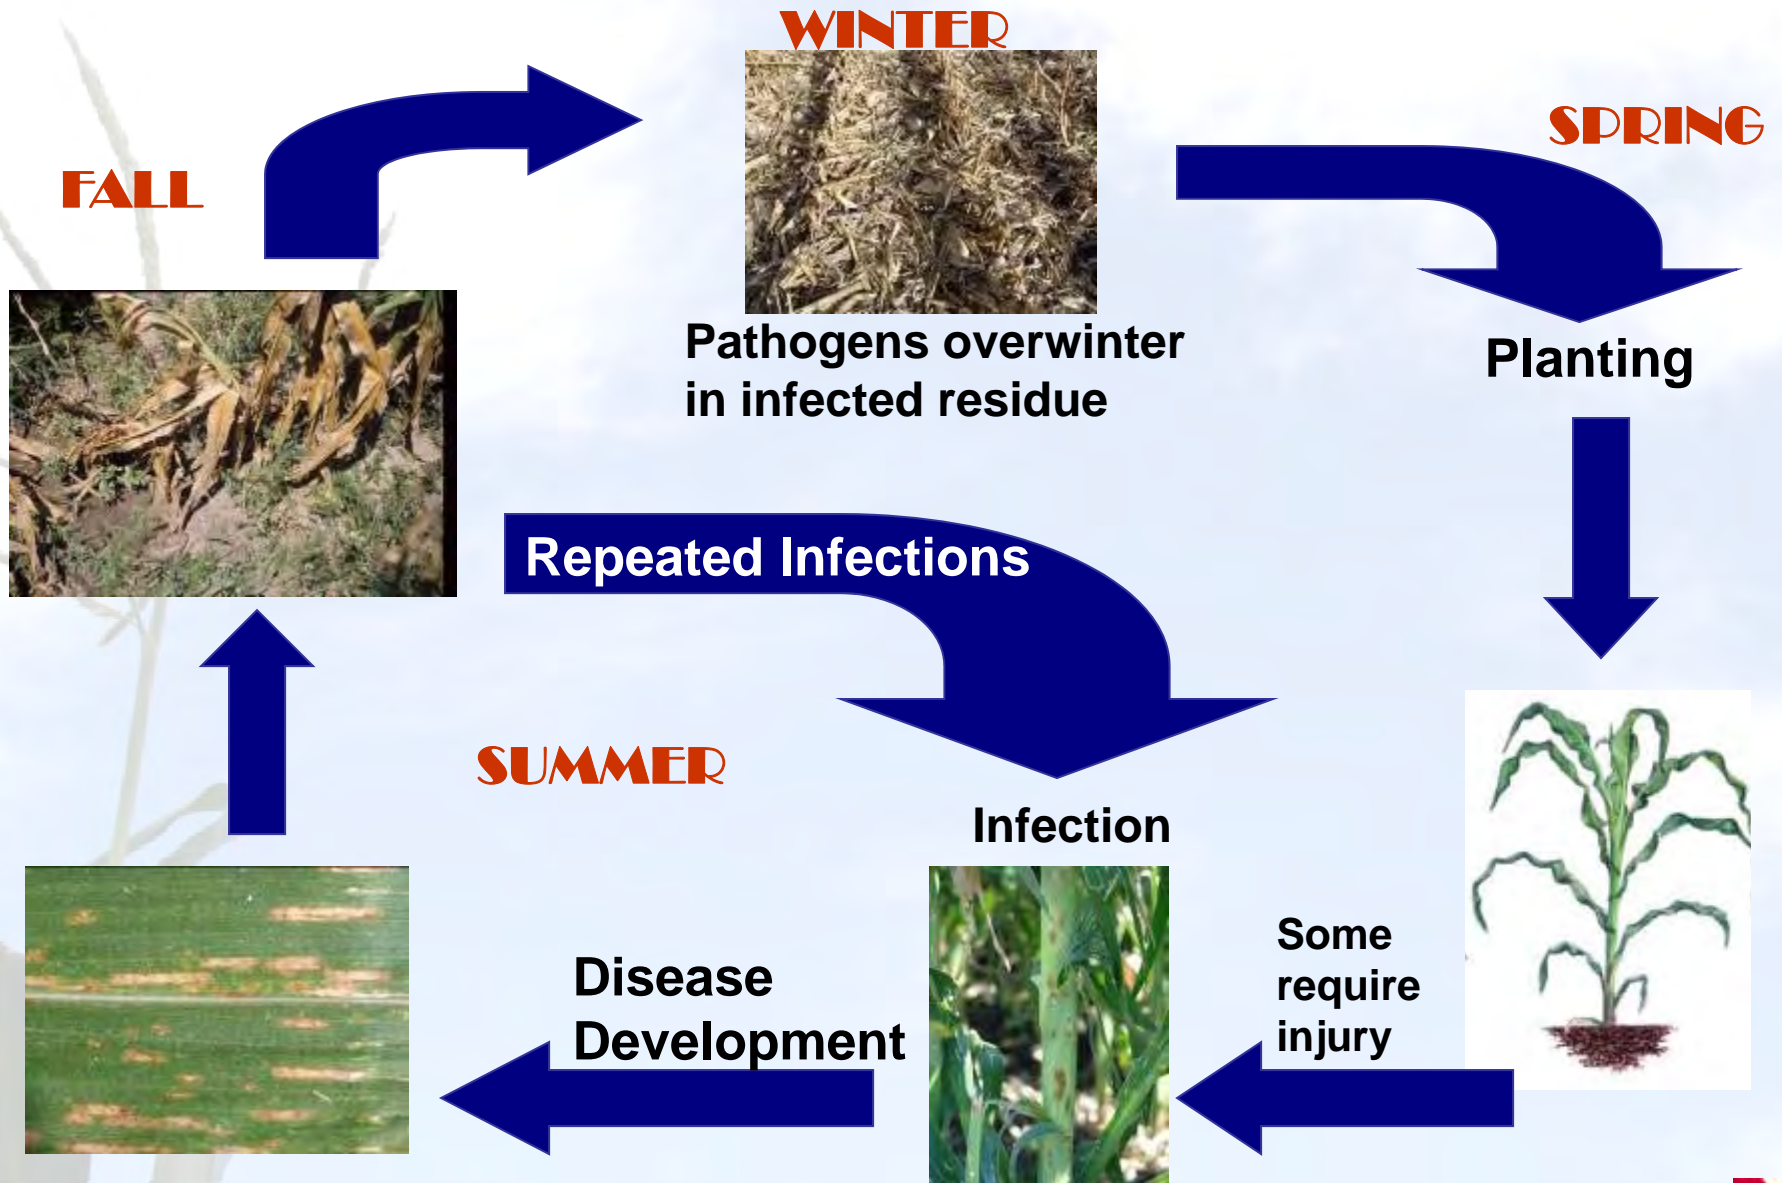 WINTER
SPRING
FALL
Pathogens overwinter
in infected residue
Planting
Repeated Infections
SUMMER
Infection
Some
require
injury
Disease
Development